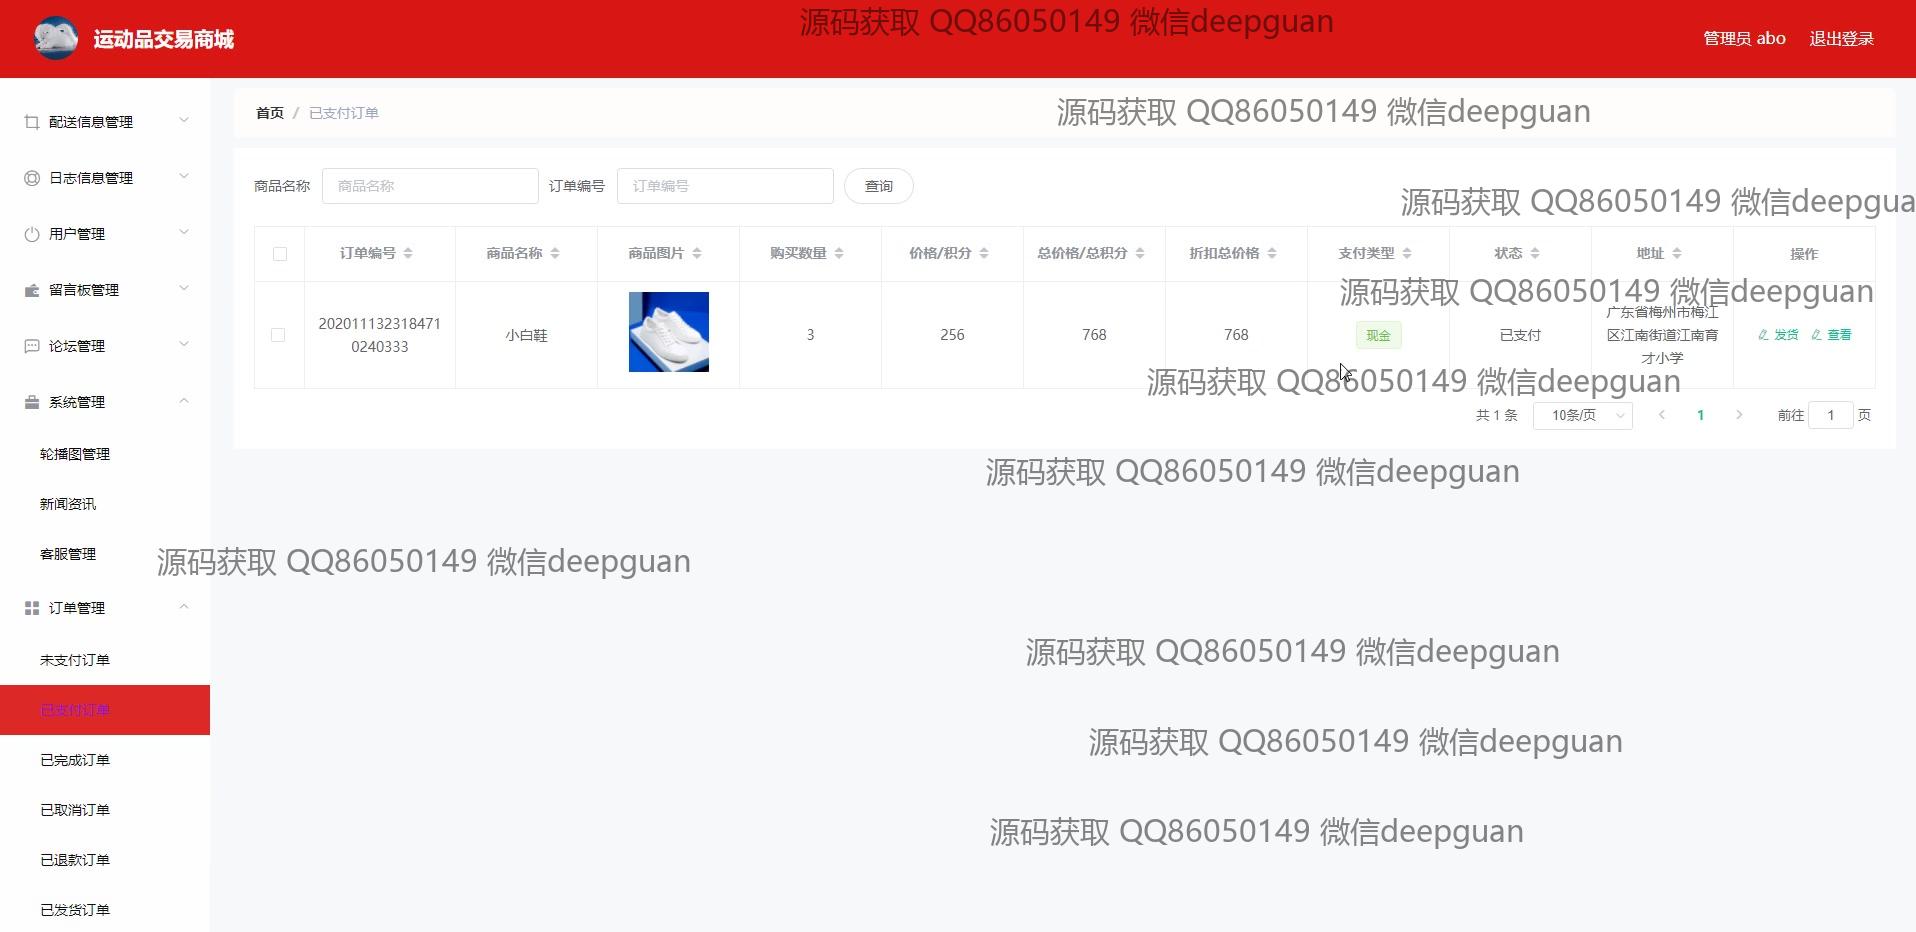 源码获取 QQ86050149 微信deepguan
运动品交易商城
管理员 abo 退出登录
首页 / 已支付订单
源码获取 QQ86050149 微信deepguan
配送信息管理
日志信息管理
用户管理
留言板管理
论坛管理
系统管理
轮播图管理
新闻资讯
客服管理
订单管理
未支付订单
已支付订单
已完成订单
已取消订单
已退款订单
已发货订单
商品名称 商品名称 订单编号 订单编号 查询
源码获取 QQ86050149 微信deepgua
订单编号 商品名称 商品图片 购买数量 价格/积分 总价格/总积分 折扣总价格 支付类型 状态 地址 操作
源码获取 QQ86050149 微信deepguan
202011132318471
0240333
小白鞋 3 256 768 768 现金 已支付
广东省梅州市梅江
区江南街道江南育
才小学
发货 查看
源码获取 QQ86050149 微信deepguan
共 1 条 10条/页 1 前往 1 页
源码获取 QQ86050149 微信deepguan
源码获取 QQ86050149 微信deepguan
源码获取 QQ86050149 微信deepguan
源码获取 QQ86050149 微信deepguan
源码获取 QQ86050149 微信deepguan